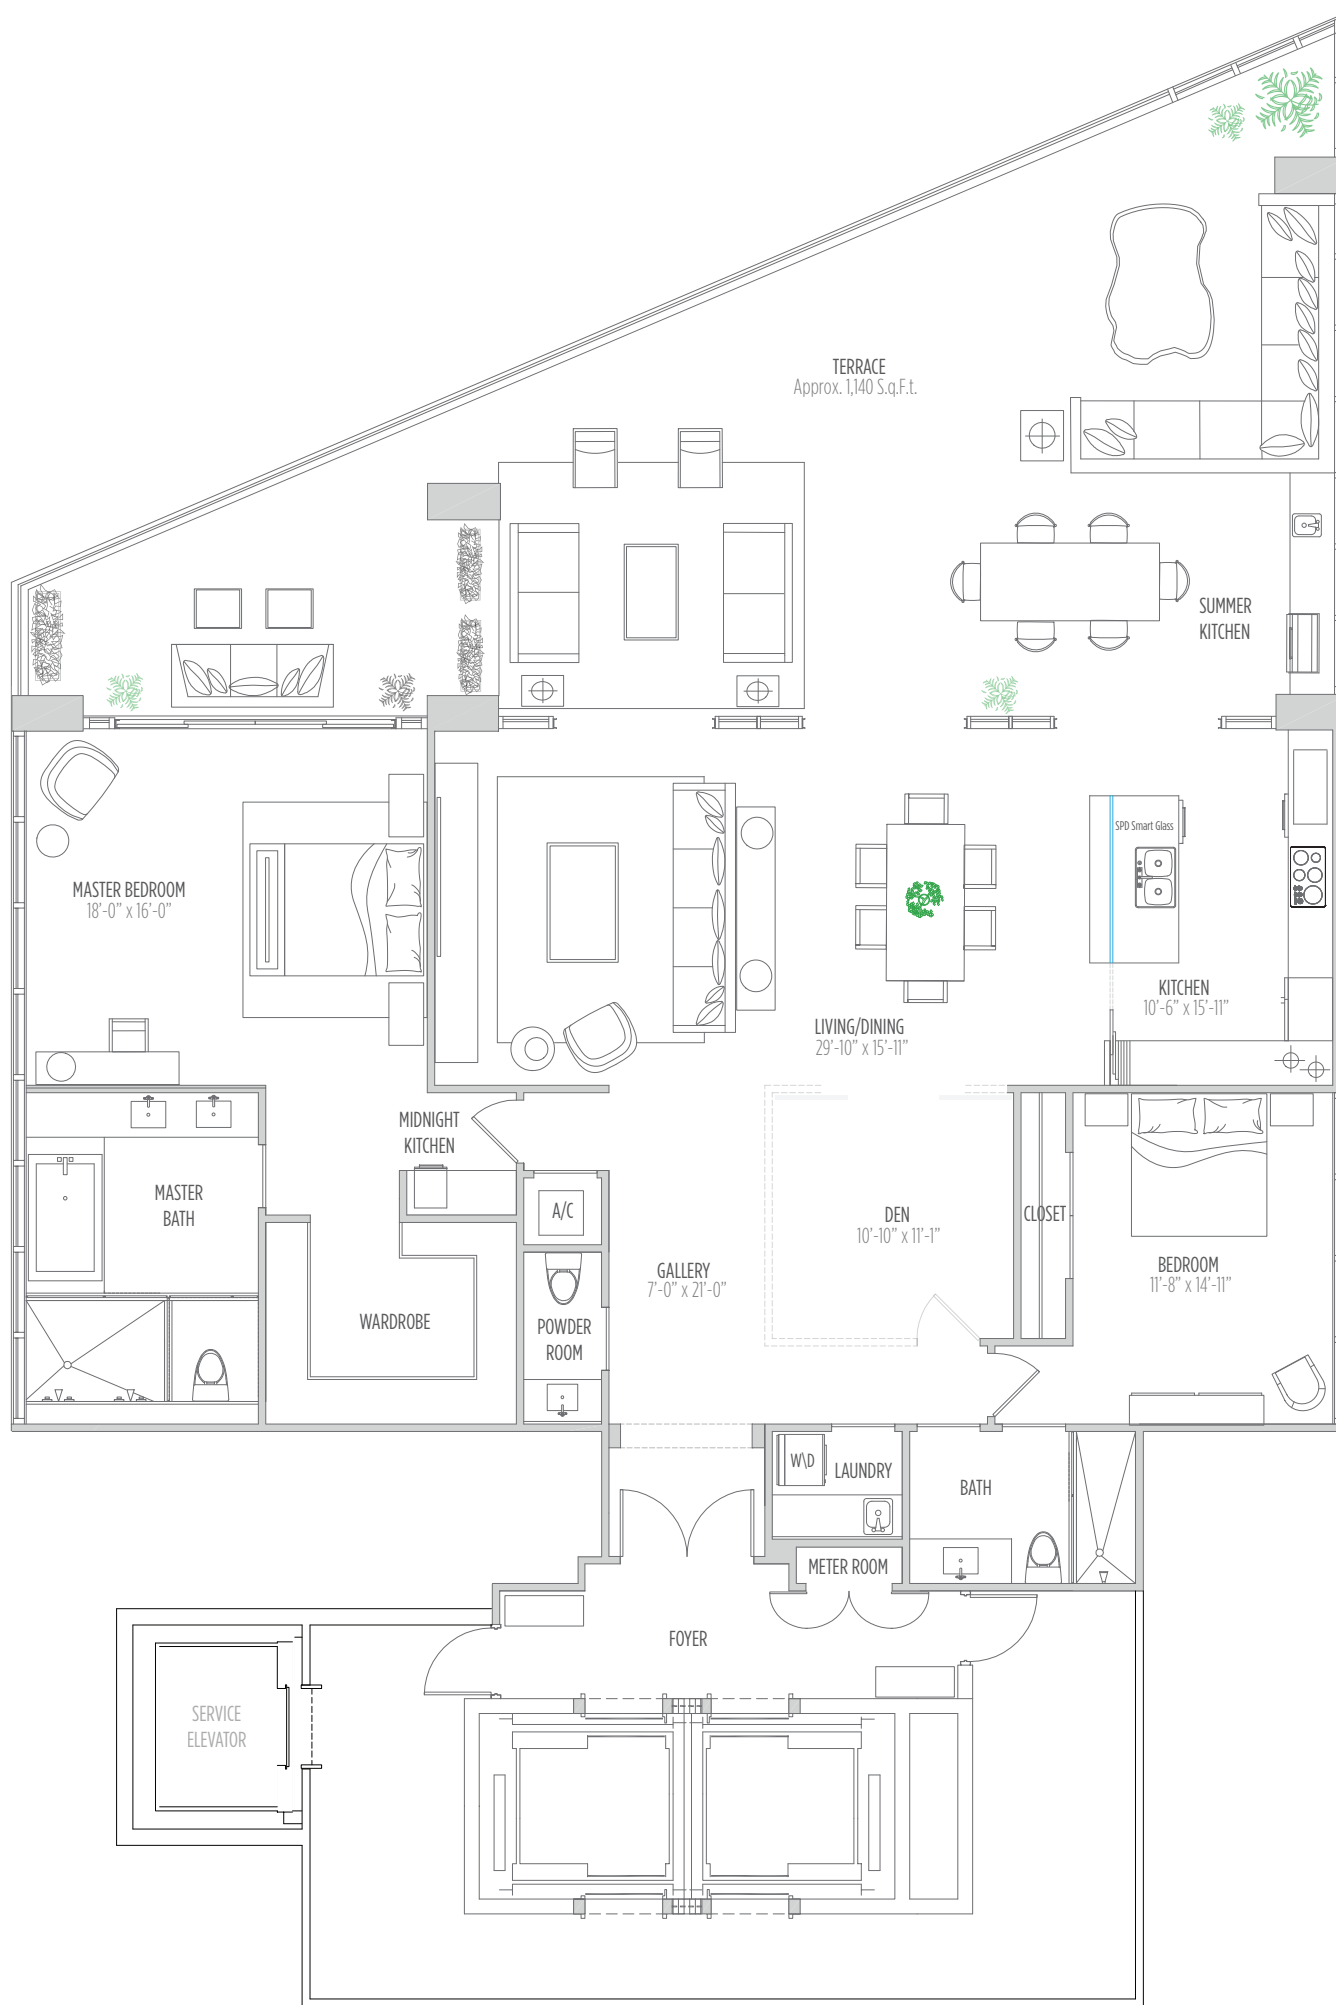 TERRACE
Approx. 1,140 S.q.F.t.
SUMMER
KITCHEN
SPD Smart Glass
MASTER BEDROOM
18'-0" x 16'-0"
KITCHEN
10'-6" x 15'-11"
LIVING/DINING
29'-10" x 15'-11"
MIDNIGHT
KITCHEN
MASTER
BATH
A/C
DEN
10'-10" x 11'-1"
CLOSET
GALLERY
7'-0" x 21'-0"
BEDROOM
11'-8" x 14'-11"
WARDROBE
POWDER
ROOM
W\D
LAUNDRY
BATH
METER ROOM
FOYER
SERVICE
ELEVATOR